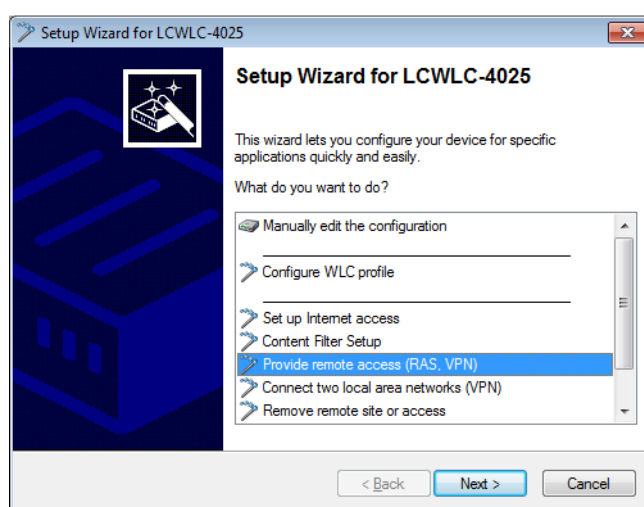 Setup Wizard for LCWLC-4025
Setup Wizard for LCWLC-4025
This wizard lets you configure your device for specific
applications quickly and easily.
What do you want to do?
Manually edit the configuration
Configure WLC profile
Set up Internet access
Content Filter Setup
Provide remote access (RAS, VPN)
Connect two local area networks (VPN)
Remove remote site or access
< Back Next > Cancel